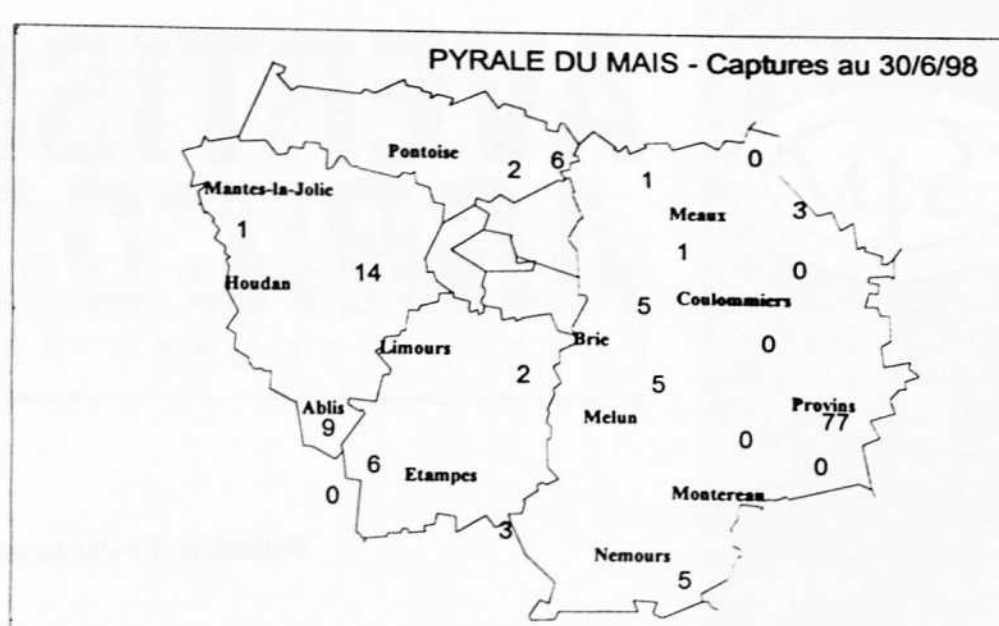 PYRALE DU MAIS - Captures au 30/6/98
Pontoise
2
6
1
0
Mantes-la-Jolie
Meaux
3
1
1
0
Houdan
14
Coulommiers
5
Limours
Brie
0
2
5
Ablis
9
Melun
Provins
77
0
6
Etampes
0
0
Montereau
3
Nemours
5